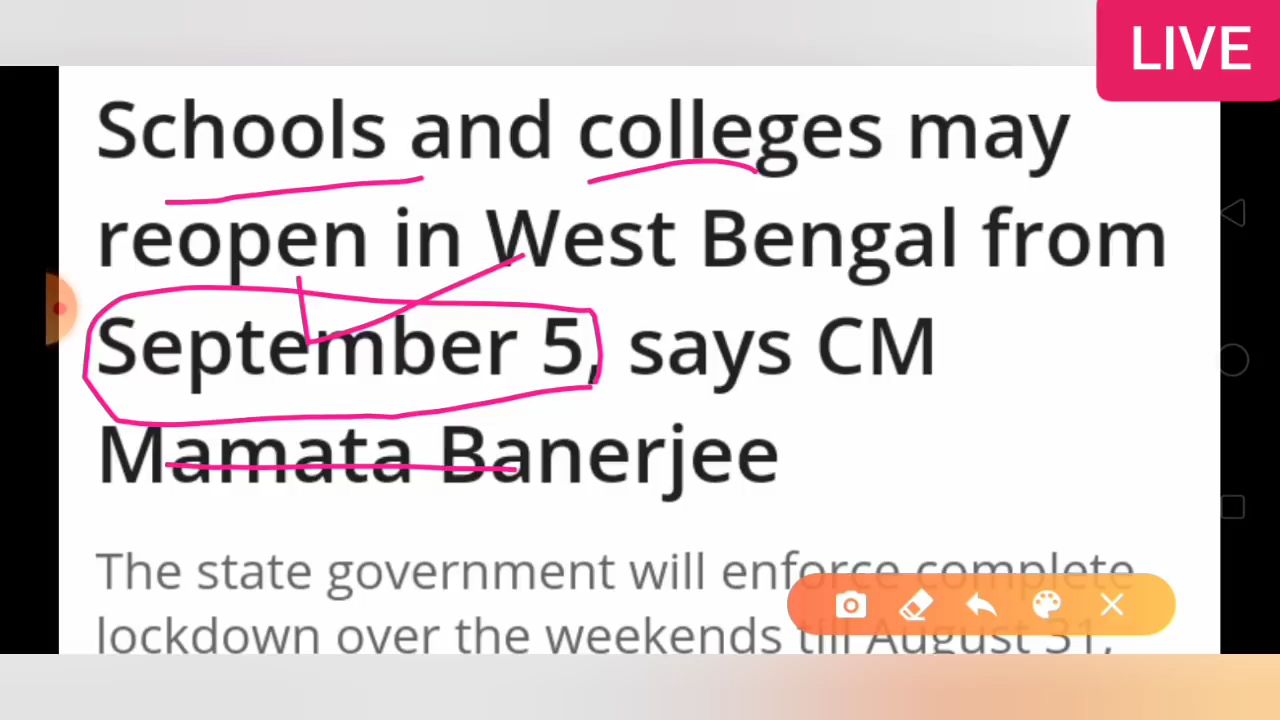 LIVE
Schools and colleges may
reopen in West Bengal from
September 5, says CM
Mamata Banerjee
The state government will enforce complete
lockdown over the weekends till August 31,